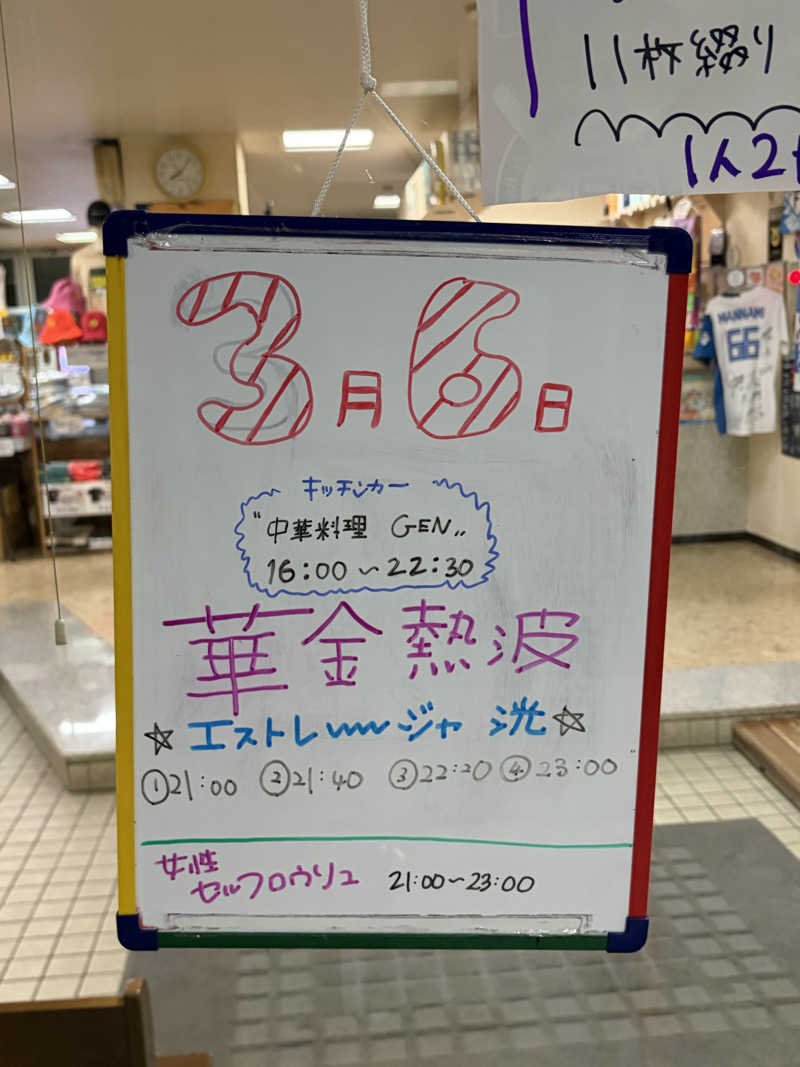 11枚綴り
1人2
3月6日
キッチンカー
"中華料理 GEN"
16:00~22:30
華金熱波
☆エストレ〰ジャ 洸☆
①21:00 ②21:40 ③22:20 ④23:00
女性
セルフロウリュ 21:00~23:00
MANNAMI
66